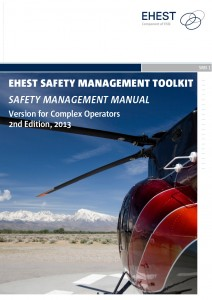 EHEST
Component of ESSI
SMM 1
EHEST SAFETY MANAGEMENT TOOLKIT
SAFETY MANAGEMENT MANUAL
Version for Complex Operators
2nd Edition, 2013